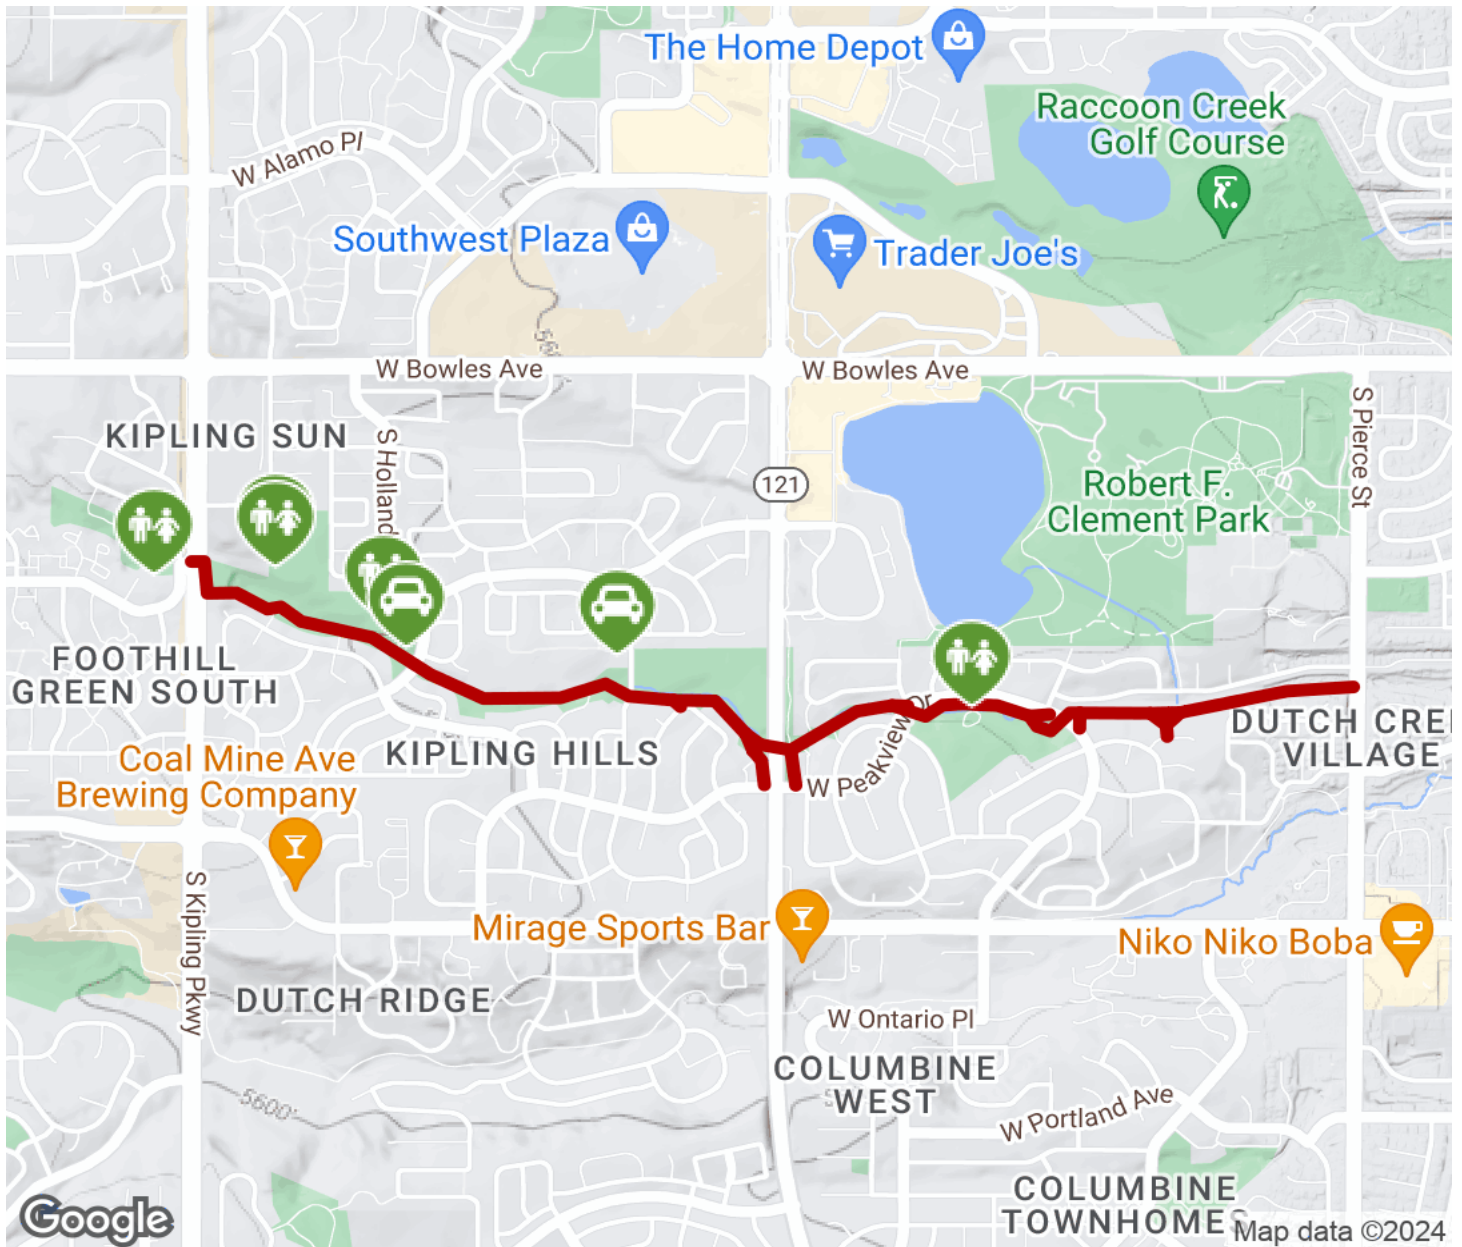 The Home Depot
Raccoon Creek
Golf Course
W Alamo Pl
Southwest Plaza
Trader Joe's
W Bowles Ave
W Bowles Ave
S Pierce St
KIPLING SUN
S Holland
121
Robert F.
Clement Park
FOOTHILL
GREEN SOUTH
KIPLING HILLS
W Peakview Dr
DUTCH CRE
VILLAGE
Coal Mine Ave
Brewing Company
S Kipling Pkwy
Mirage Sports Bar
Niko Niko Boba
DUTCH RIDGE
W Ontario Pl
COLUMBINE
WEST
5600'
W Portland Ave
COLUMBINE
TOWNHOMES
Google
Map data ©2024